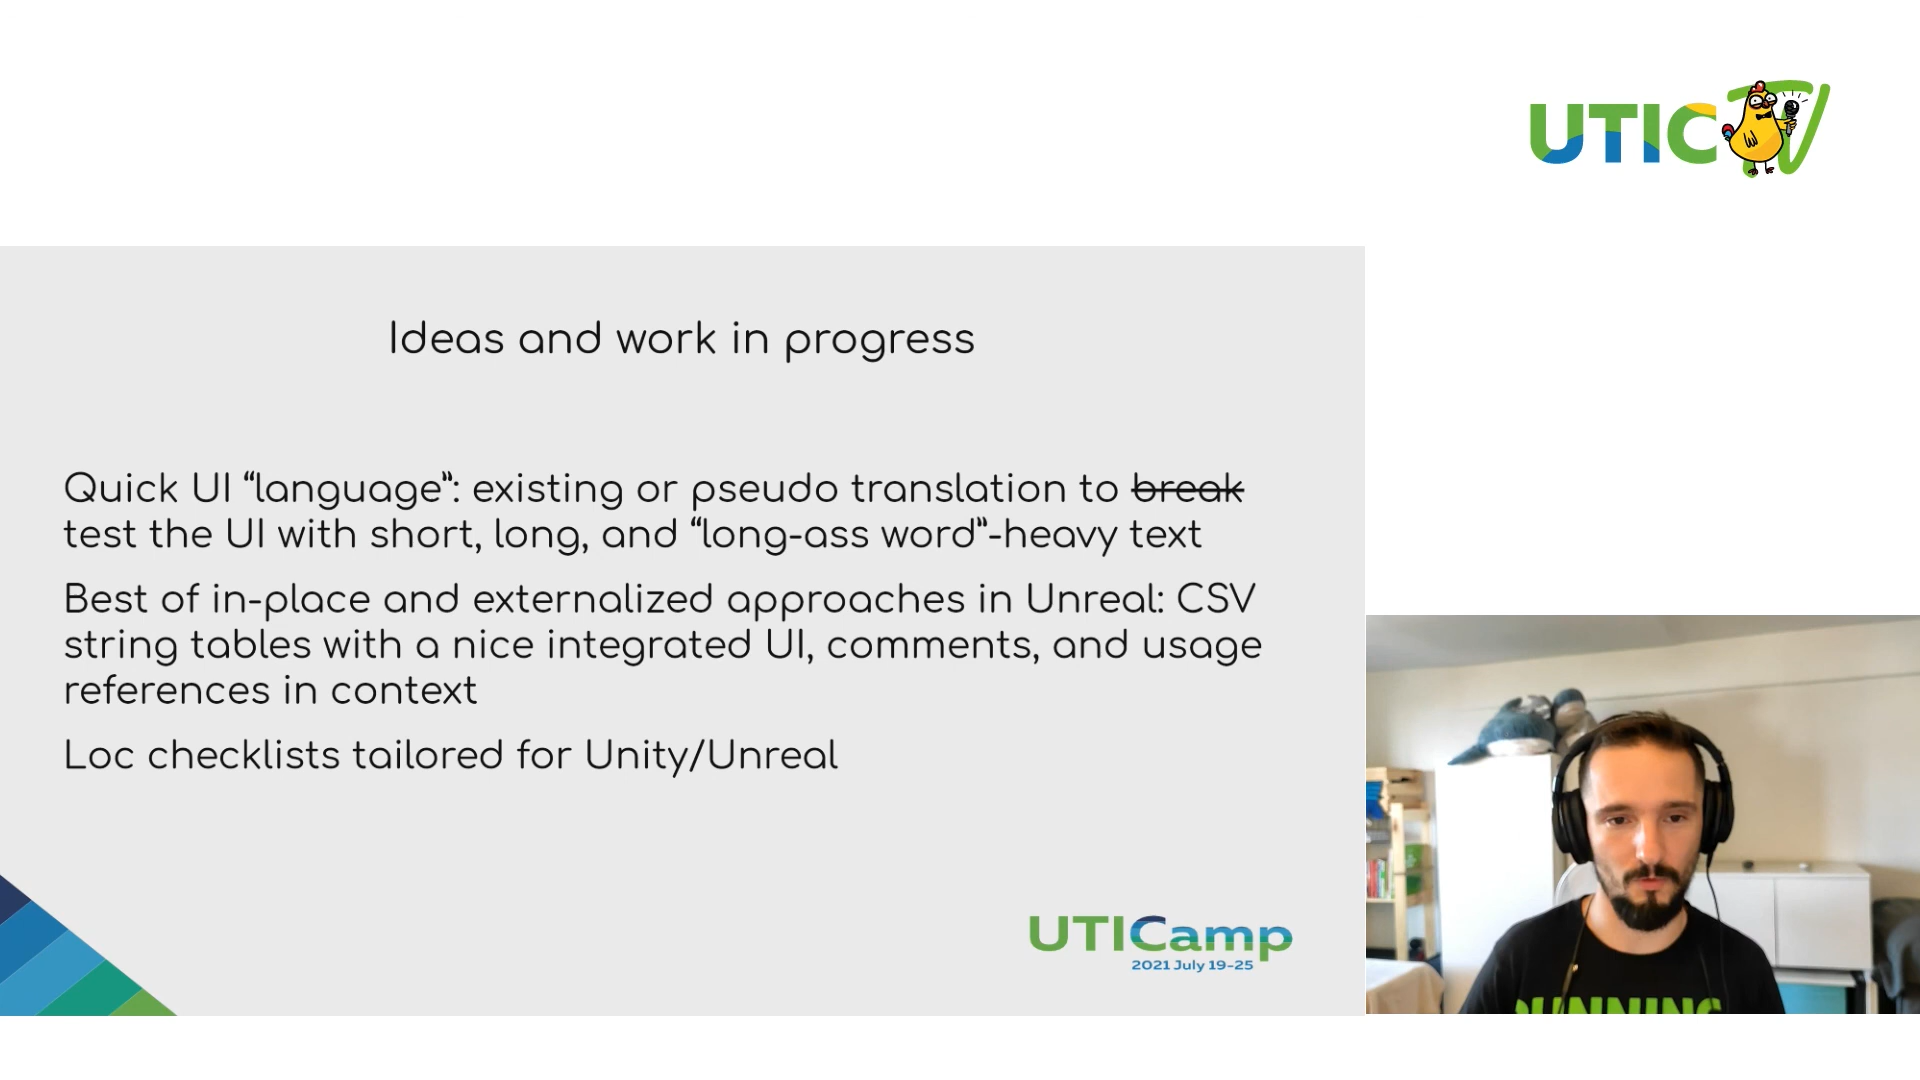 UTIC TV
Ideas and work in progress
Quick UI “language”: existing or pseudo translation to break
test the UI with short, long, and “long-ass word”-heavy text
Best of in-place and externalized approaches in Unreal: CSV
string tables with a nice integrated UI, comments, and usage
references in context
Loc checklists tailored for Unity/Unreal
UTICamp
2021 July 19-25
RUNNING